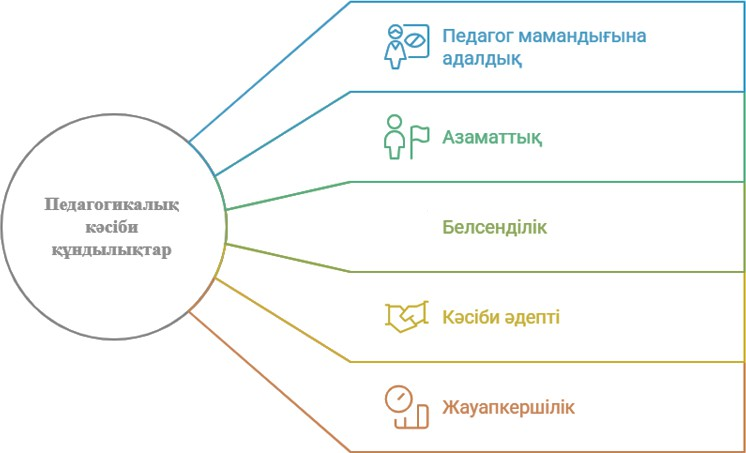 Педагогикалық
кәсіби
құндылықтар
Педагог мамандығына
адалдық
Азаматтық
Белсенділік
Кәсіби әдепті
Жауапкершілік